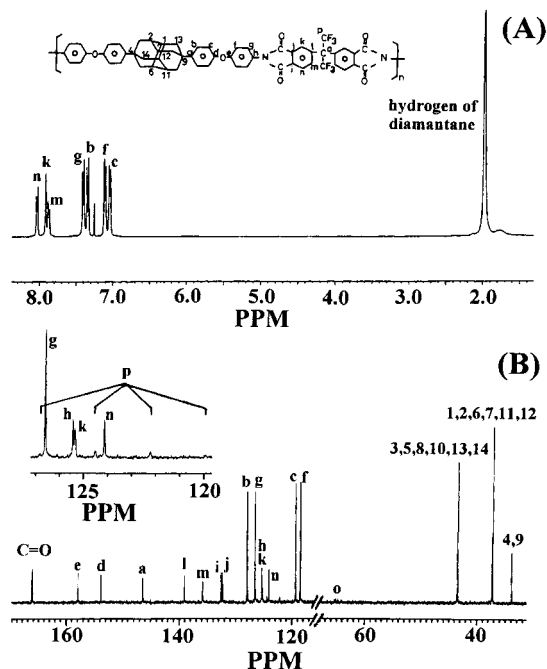 (A)
P
CF3
CF3
n
hydrogen of
diamantane
n k m g b f c
8.0 7.0 6.0 5.0 4.0 3.0 2.0
PPM
(B)
g
p
h
k
n
125 120
PPM
1,2,6,7,11,12
3,5,8,10,13,14
4,9
C=O
e d a l m i j b g h k n c f o
160 140 120 60 40
PPM